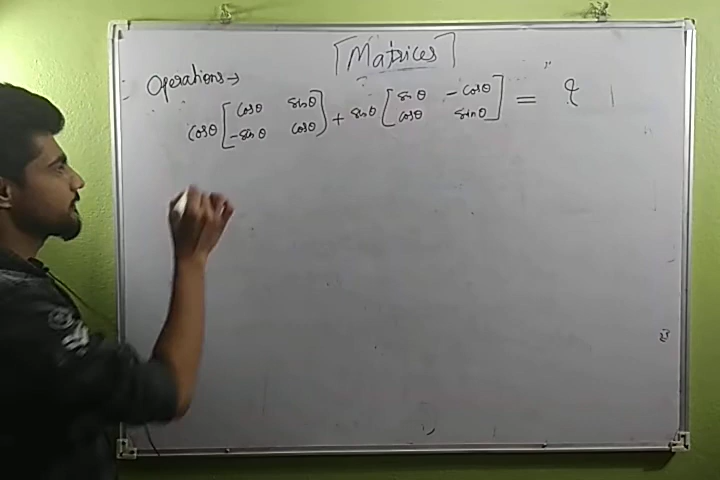 [Matrices]
Operations→
cosθ [ cosθ sinθ ] + sinθ [ sinθ - cosθ ] = ?
[ -sinθ cosθ ] [ cosθ sinθ ]